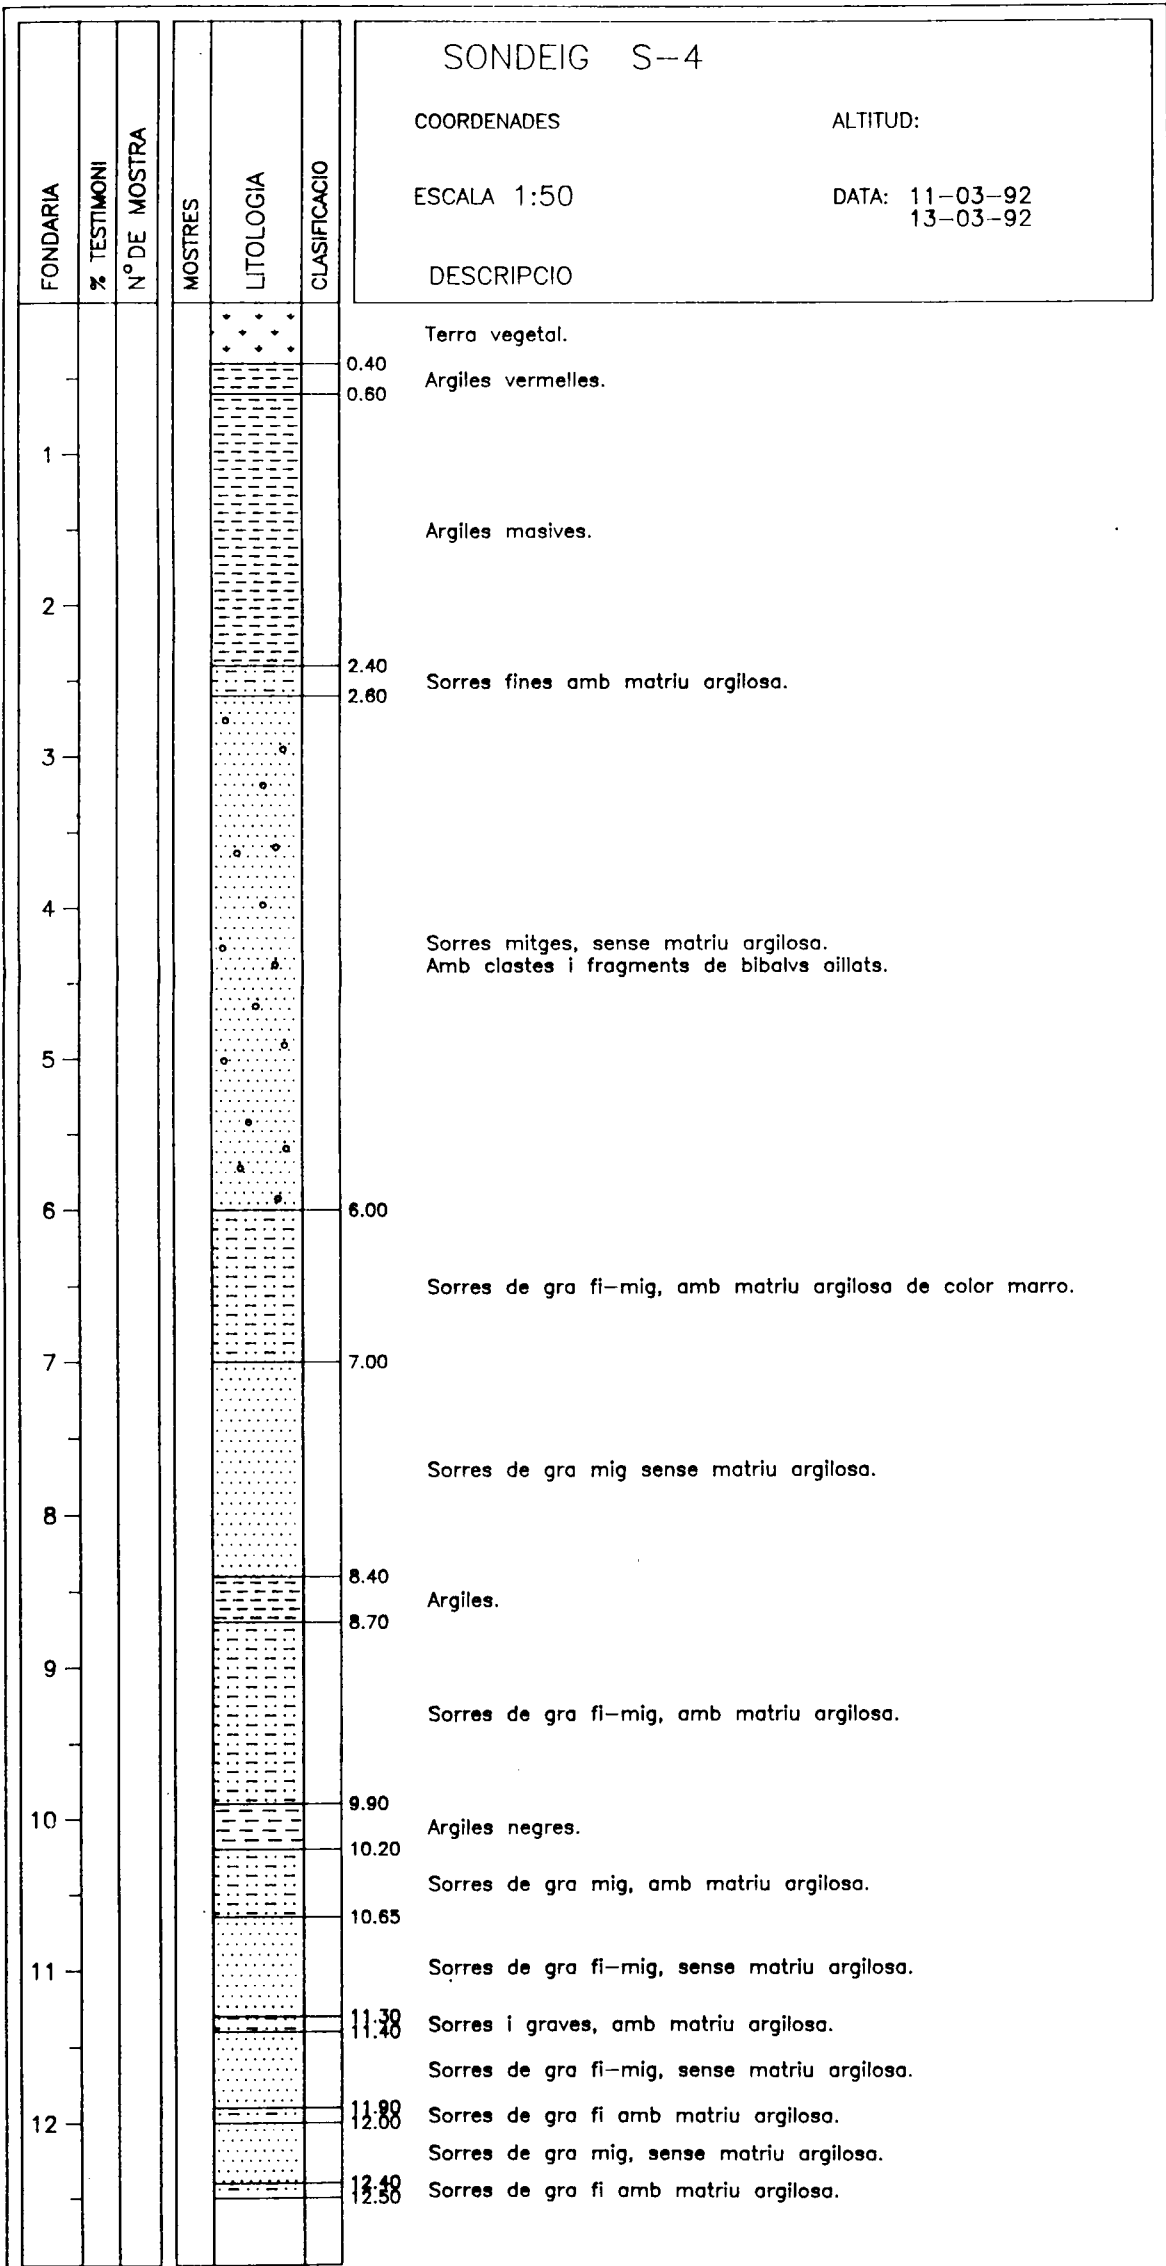 SONDEIG S-4
COORDENADES
ALTITUD:
ESCALA 1:50
DATA: 11-03-92
13-03-92
DESCRIPCIO
FONDARIA
% TESTIMONI
Nº DE MOSTRA
MOSTRES
LITOLOGIA
CLASIFICACIO
Terra vegetal.
0.40
Argiles vermelles.
0.60
1
Argiles masives.
2
2.40
Sorres fines amb matriu argilosa.
2.60
3
4
Sorres mitges, sense matriu argilosa.
Amb clastes i fragments de bibalvs aillats.
5
6
6.00
Sorres de gra fi-mig, amb matriu argilosa de color marro.
7
7.00
Sorres de gra mig sense matriu argilosa.
8
8.40
Argiles.
8.70
9
Sorres de gra fi-mig, amb matriu argilosa.
9.90
10
Argiles negres.
10.20
Sorres de gra mig, amb matriu argilosa.
10.65
11
Sorres de gra fi-mig, sense matriu argilosa.
11.30
Sorres i graves, amb matriu argilosa.
11.40
Sorres de gra fi-mig, sense matriu argilosa.
11.90
Sorres de gra fi amb matriu argilosa.
12
12.00
Sorres de gra mig, sense matriu argilosa.
12.40
Sorres de gra fi amb matriu argilosa.
12.50